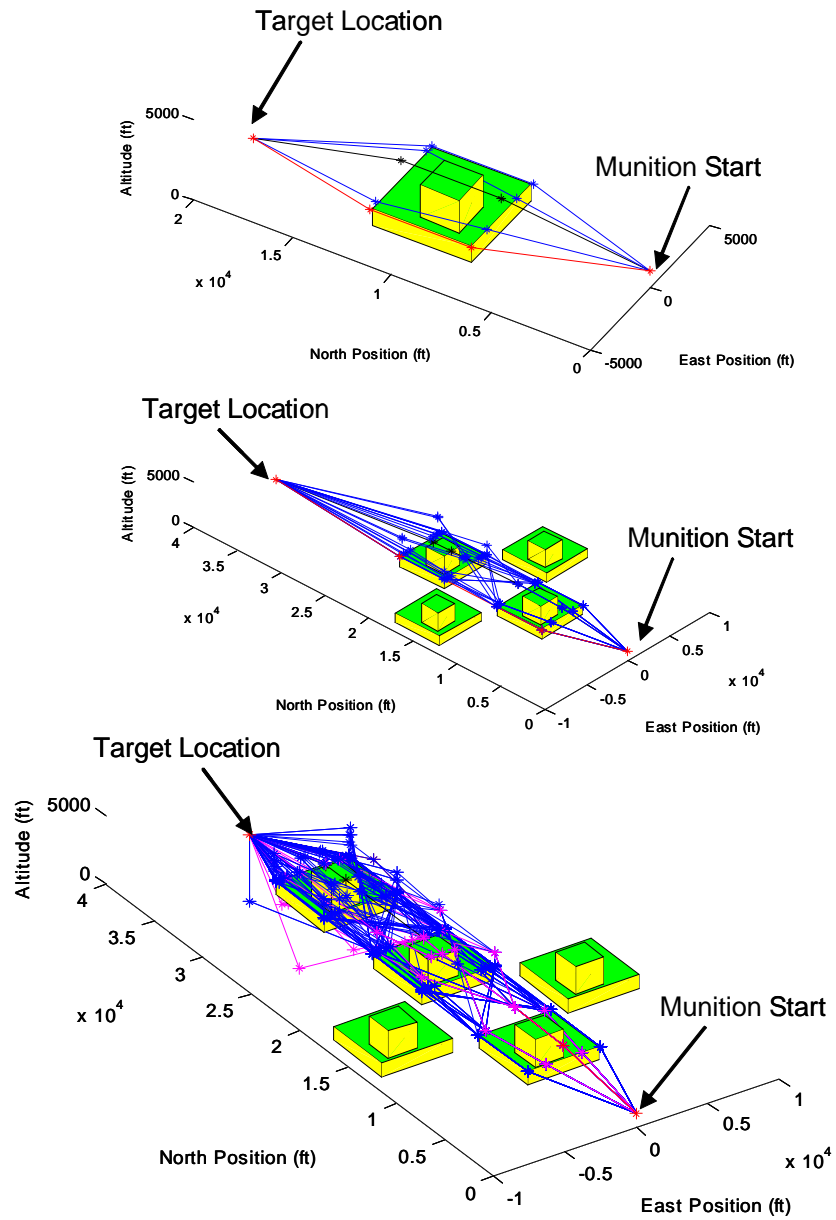 Target Location
Munition Start
5000
0
Altitude (ft)
2
1.5
1
0.5
0
x 10^4
North Position (ft)
5000
0
-5000
East Position (ft)
Target Location
Munition Start
5000
0
Altitude (ft)
4
3.5
3
2.5
2
1.5
1
0.5
0
x 10^4
North Position (ft)
1
0.5
0
-0.5
-1
x 10^4
East Position (ft)
Target Location
Munition Start
5000
0
Altitude (ft)
4
3.5
3
2.5
2
1.5
1
0.5
0
x 10^4
North Position (ft)
1
0.5
0
-0.5
-1
x 10^4
East Position (ft)